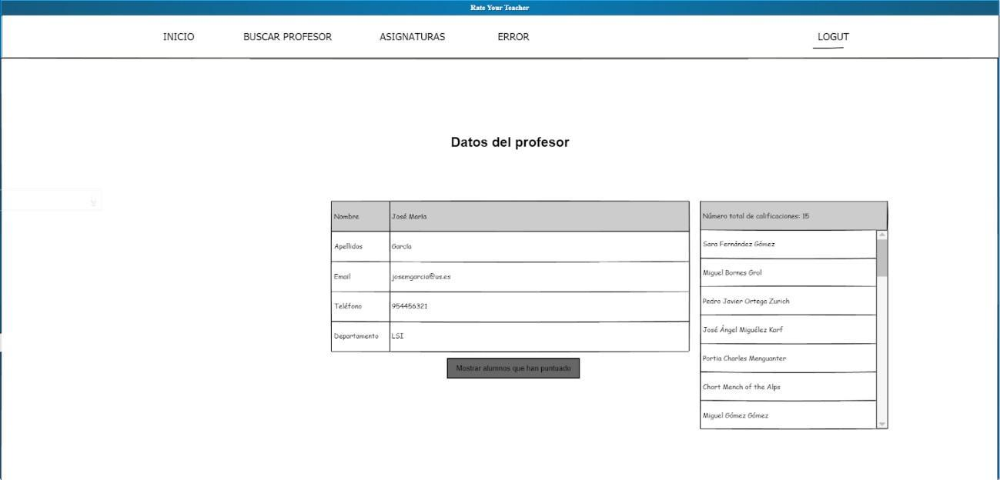 Rate Your Teacher
INICIO BUSCAR PROFESOR ASIGNATURAS ERROR LOGUT
Datos del profesor
Nombre José María
Apellidos García
Email josemgarcia@us.es
Teléfono 954456321
Departamento LSI
Mostrar alumnos que han puntuado
Número total de calificaciones: 15
Sara Fernández Gómez
Miguel Bornes Grol
Pedro Javier Ortega Zurich
José Ángel Miguélez Karf
Portia Charles Menguanter
Chort Mench of the Alps
Miguel Gómez Gómez